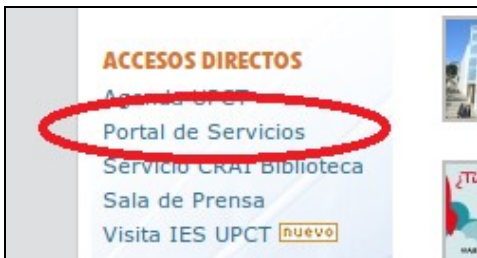 ACCESOS DIRECTOS
Agenda UPCT
Portal de Servicios
Servicio CRAI Biblioteca
Sala de Prensa
Visita IES UPCT nuevo